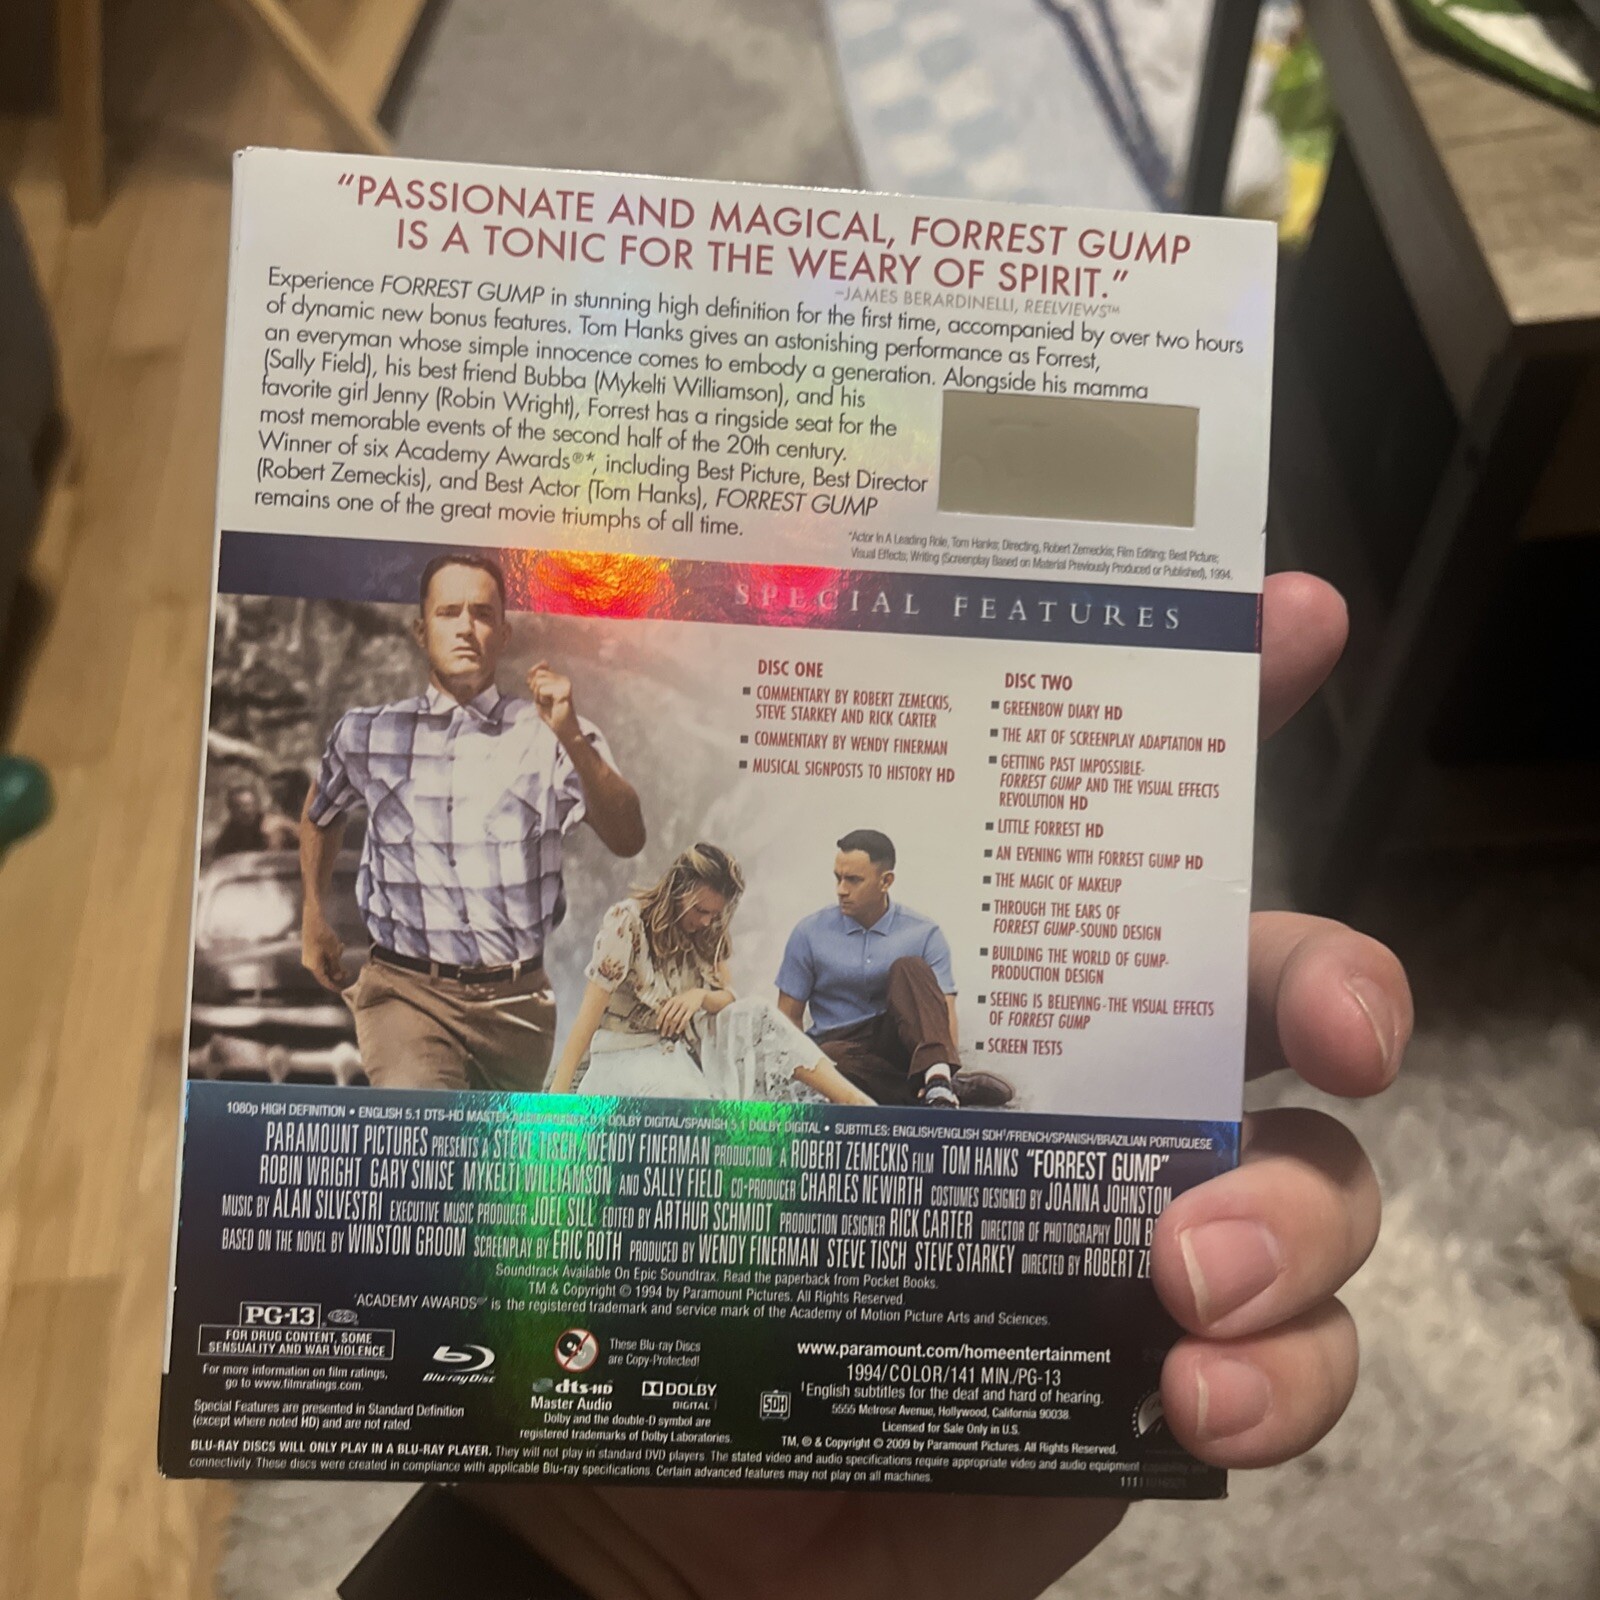 “PASSIONATE AND MAGICAL, FORREST GUMP
IS A TONIC FOR THE WEARY OF SPIRIT.”
–JAMES BERARDINELLI, REELVIEWS™
Experience FORREST GUMP in stunning high definition for the first time, accompanied by over two hours
of dynamic new bonus features. Tom Hanks gives an astonishing performance as Forrest,
an everyman whose simple innocence comes to embody a generation. Alongside his mamma
(Sally Field), his best friend Bubba (Mykelti Williamson), and his
favorite girl Jenny (Robin Wright), Forrest has a ringside seat for the
most memorable events of the second half of the 20th century.
Winner of six Academy Awards®*, including Best Picture, Best Director
(Robert Zemeckis), and Best Actor (Tom Hanks), FORREST GUMP
remains one of the great movie triumphs of all time.
*Actor In A Leading Role, Tom Hanks; Directing, Robert Zemeckis; Film Editing; Best Picture;
Visual Effects; Writing (Screenplay Based on Material Previously Produced or Published), 1994.
SPECIAL FEATURES
DISC ONE
■ COMMENTARY BY ROBERT ZEMECKIS,
STEVE STARKEY AND RICK CARTER
■ COMMENTARY BY WENDY FINERMAN
■ MUSICAL SIGNPOSTS TO HISTORY HD
DISC TWO
■ GREENBOW DIARY HD
■ THE ART OF SCREENPLAY ADAPTATION HD
■ GETTING PAST IMPOSSIBLE-
FORREST GUMP AND THE VISUAL EFFECTS
REVOLUTION HD
■ LITTLE FORREST HD
■ AN EVENING WITH FORREST GUMP HD
■ THE MAGIC OF MAKEUP
■ THROUGH THE EARS OF
FORREST GUMP-SOUND DESIGN
■ BUILDING THE WORLD OF GUMP-
PRODUCTION DESIGN
■ SEEING IS BELIEVING-THE VISUAL EFFECTS
OF FORREST GUMP
■ SCREEN TESTS
1080p HIGH DEFINITION • ENGLISH 5.1 DTS-HD MASTER DOLBY DIGITAL/SPANISH 5.1 DOLBY DIGITAL • SUBTITLES: ENGLISH/ENGLISH SDH†/FRENCH/SPANISH/BRAZILIAN PORTUGUESE
PARAMOUNT PICTURES PRESENTS A STEVE TISCH/WENDY FINERMAN PRODUCTION A ROBERT ZEMECKIS FILM TOM HANKS “FORREST GUMP”
ROBIN WRIGHT GARY SINISE MYKELTI WILLIAMSON AND SALLY FIELD CO-PRODUCER CHARLES NEWIRTH COSTUMES DESIGNED BY JOANNA JOHNSTON
MUSIC BY ALAN SILVESTRI EXECUTIVE MUSIC PRODUCER JOEL SILL EDITED BY ARTHUR SCHMIDT PRODUCTION DESIGNER RICK CARTER DIRECTOR OF PHOTOGRAPHY DON B
BASED ON THE NOVEL BY WINSTON GROOM SCREENPLAY BY ERIC ROTH PRODUCED BY WENDY FINERMAN STEVE TISCH STEVE STARKEY DIRECTED BY ROBERT ZE
Soundtrack Available On Epic Soundtrax. Read the paperback from Pocket Books.
TM & Copyright © 1994 by Paramount Pictures. All Rights Reserved.
"ACADEMY AWARDS®" is the registered trademark and service mark of the Academy of Motion Picture Arts and Sciences.
PG-13
FOR DRUG CONTENT, SOME
SENSUALITY AND WAR VIOLENCE
For more information on film ratings,
go to www.filmratings.com.
Special Features are presented in Standard Definition
(except where noted HD) and are not rated.
Blu-ray Disc
These Blu-ray Discs
are Copy-Protected!
dts-HD
Master Audio
DOLBY
DIGITAL
Dolby and the double-D symbol are
registered trademarks of Dolby Laboratories.
SDH
www.paramount.com/homeentertainment
1994/COLOR/141 MIN./PG-13
†English subtitles for the deaf and hard of hearing.
5555 Melrose Avenue, Hollywood, California 90038.
Licensed for Sale Only in U.S.
TM, ® & Copyright © 2009 by Paramount Pictures. All Rights Reserved.
BLU-RAY DISCS WILL ONLY PLAY IN A BLU-RAY PLAYER. They will not play in standard DVD players. The stated video and audio specifications require appropriate video and audio equipment
connectivity. These discs were created in compliance with applicable Blu-ray specifications. Certain advanced features may not play on all machines.